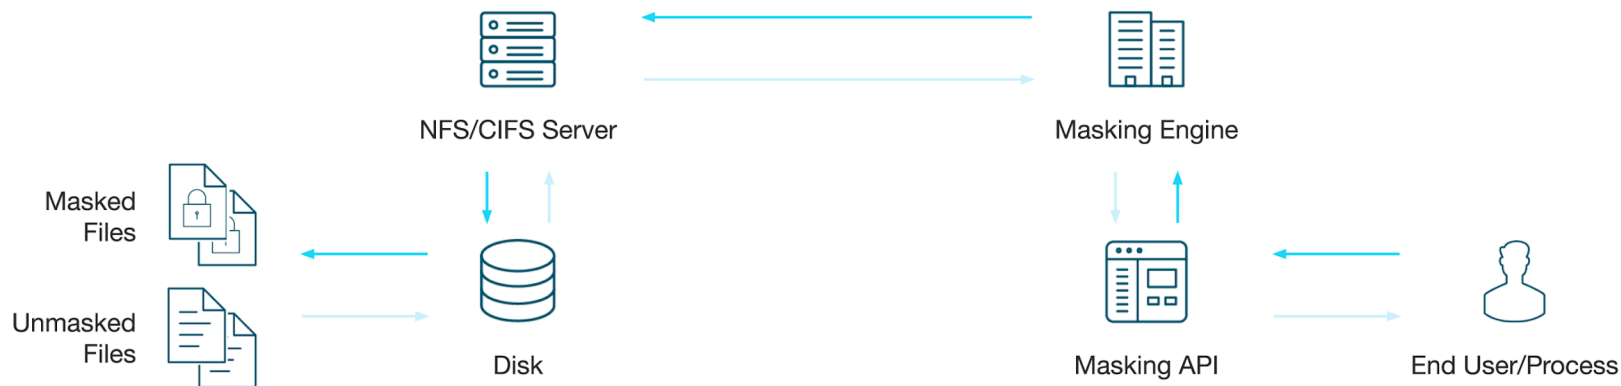 NFS/CIFS Server
Masking Engine
Masked
Files
Unmasked
Files
Disk
Masking API
End User/Process